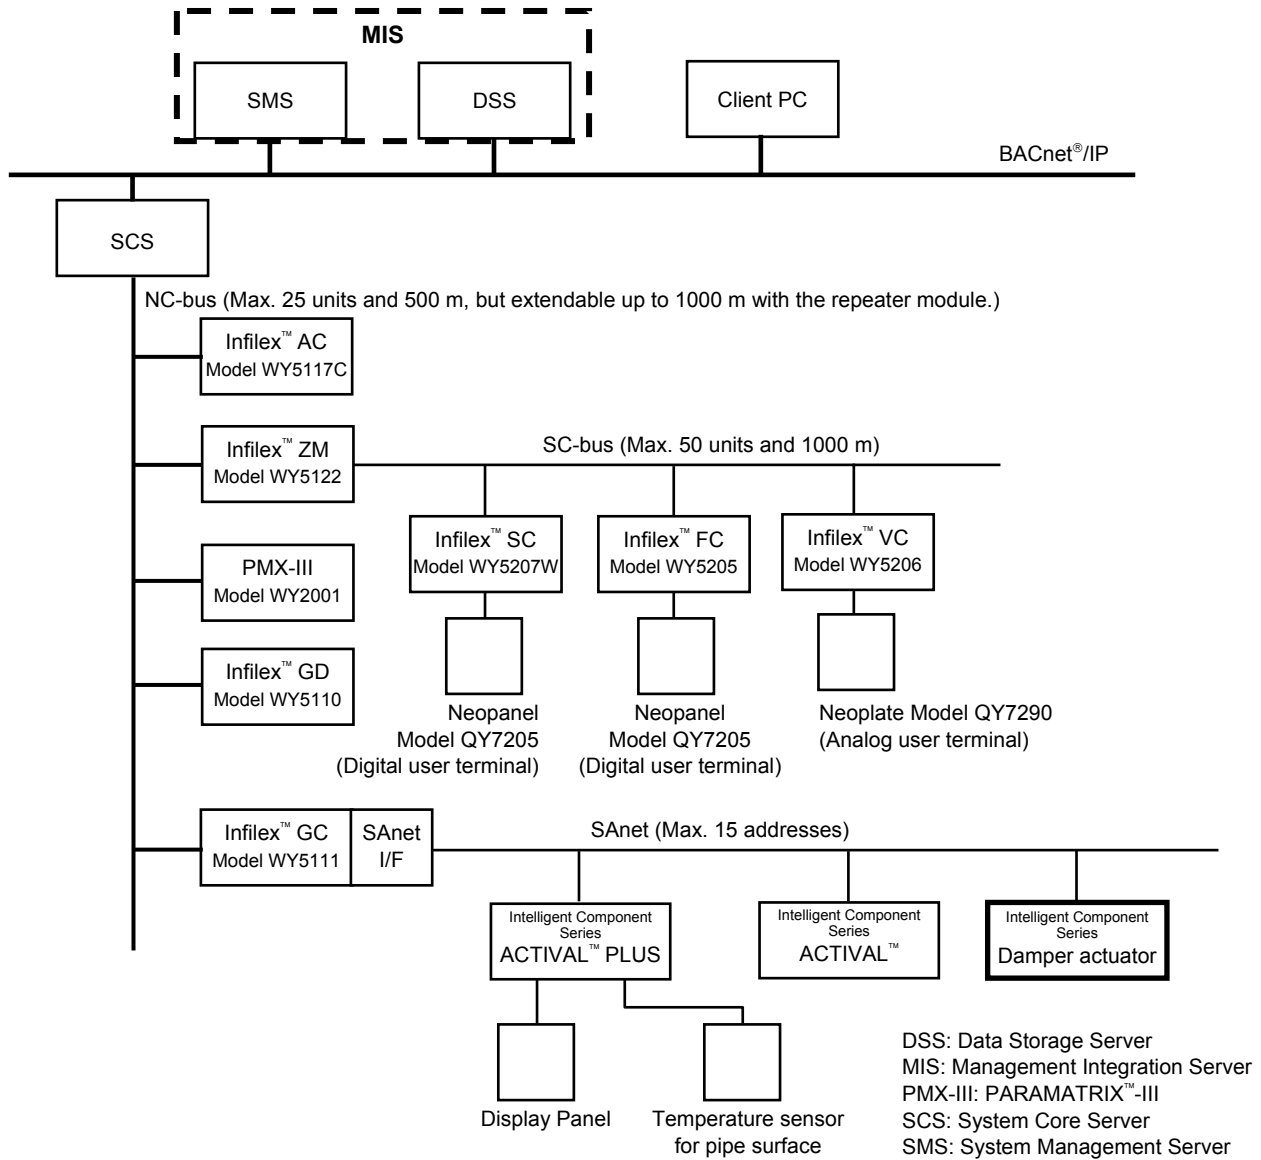 MIS
SMS
DSS
Client PC
BACnet®/IP
SCS
NC-bus (Max. 25 units and 500 m, but extendable up to 1000 m with the repeater module.)
Infilex™ AC
Model WY5117C
Infilex™ ZM
Model WY5122
SC-bus (Max. 50 units and 1000 m)
Infilex™ SC
Model WY5207W
Infilex™ FC
Model WY5205
Infilex™ VC
Model WY5206
PMX-III
Model WY2001
Infilex™ GD
Model WY5110
Neopanel
Model QY7205
(Digital user terminal)
Neopanel
Model QY7205
(Digital user terminal)
Neoplate Model QY7290
(Analog user terminal)
Infilex™ GC
Model WY5111
SAnet
I/F
SAnet (Max. 15 addresses)
Intelligent Component
Series
ACTIVAL™ PLUS
Intelligent Component
Series
ACTIVAL™
Intelligent Component
Series
Damper actuator
Display Panel
Temperature sensor
for pipe surface
DSS: Data Storage Server
MIS: Management Integration Server
PMX-III: PARAMATRIX™-III
SCS: System Core Server
SMS: System Management Server